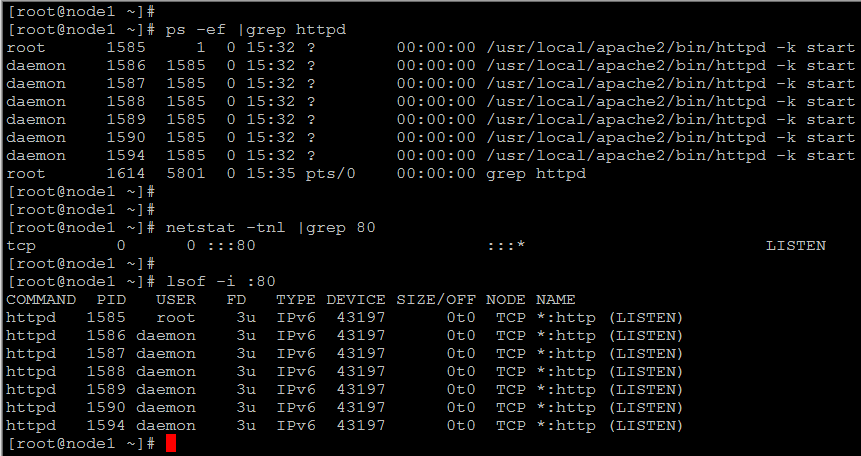 [root@node1 ~]#
[root@node1 ~]# ps -ef |grep httpd
root      1585     1  0 15:32 ?        00:00:00 /usr/local/apache2/bin/httpd -k start
daemon    1586  1585  0 15:32 ?        00:00:00 /usr/local/apache2/bin/httpd -k start
daemon    1587  1585  0 15:32 ?        00:00:00 /usr/local/apache2/bin/httpd -k start
daemon    1588  1585  0 15:32 ?        00:00:00 /usr/local/apache2/bin/httpd -k start
daemon    1589  1585  0 15:32 ?        00:00:00 /usr/local/apache2/bin/httpd -k start
daemon    1590  1585  0 15:32 ?        00:00:00 /usr/local/apache2/bin/httpd -k start
daemon    1594  1585  0 15:32 ?        00:00:00 /usr/local/apache2/bin/httpd -k start
root      1614  5801  0 15:35 pts/0    00:00:00 grep httpd
[root@node1 ~]#
[root@node1 ~]#
[root@node1 ~]# netstat -tnl |grep 80
tcp        0      0 :::80                       :::*                        LISTEN
[root@node1 ~]#
[root@node1 ~]# lsof -i :80
COMMAND  PID   USER   FD   TYPE DEVICE SIZE/OFF NODE NAME
httpd   1585   root    3u  IPv6  43197      0t0  TCP *:http (LISTEN)
httpd   1586 daemon    3u  IPv6  43197      0t0  TCP *:http (LISTEN)
httpd   1587 daemon    3u  IPv6  43197      0t0  TCP *:http (LISTEN)
httpd   1588 daemon    3u  IPv6  43197      0t0  TCP *:http (LISTEN)
httpd   1589 daemon    3u  IPv6  43197      0t0  TCP *:http (LISTEN)
httpd   1590 daemon    3u  IPv6  43197      0t0  TCP *:http (LISTEN)
httpd   1594 daemon    3u  IPv6  43197      0t0  TCP *:http (LISTEN)
[root@node1 ~]#